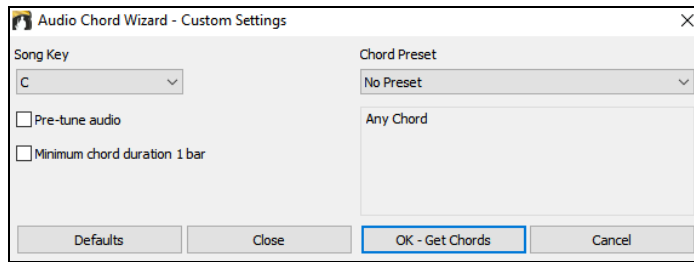 Audio Chord Wizard - Custom Settings
Song Key
Chord Preset
C
No Preset
Pre-tune audio
Any Chord
Minimum chord duration 1 bar
Defaults
Close
OK - Get Chords
Cancel